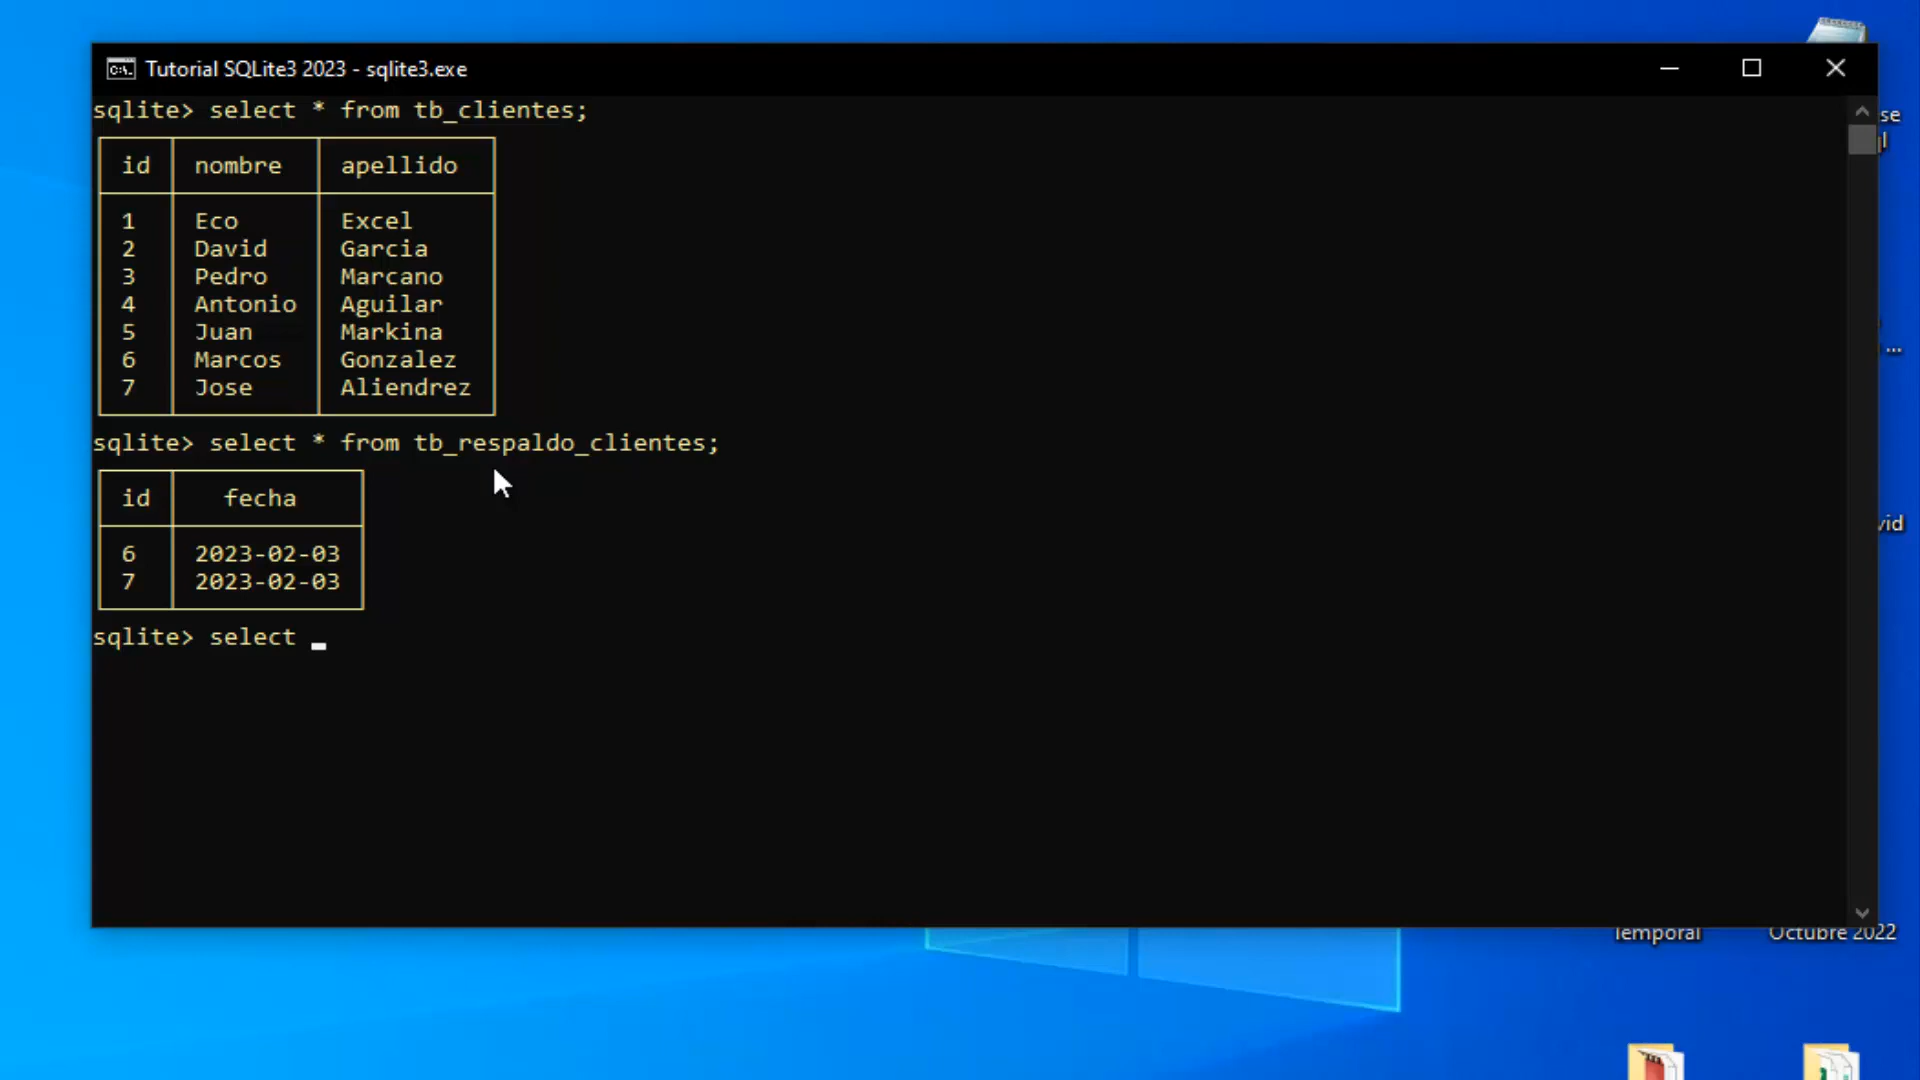 Tutorial SQLite3 2023 - sqlite3.exe
sqlite> select * from tb_clientes;
id nombre apellido
1 Eco Excel
2 David Garcia
3 Pedro Marcano
4 Antonio Aguilar
5 Juan Markina
6 Marcos Gonzalez
7 Jose Aliendrez
sqlite> select * from tb_respaldo_clientes;
id fecha
6 2023-02-03
7 2023-02-03
sqlite> select _
se
...
vid
Temporal
Octubre 2022